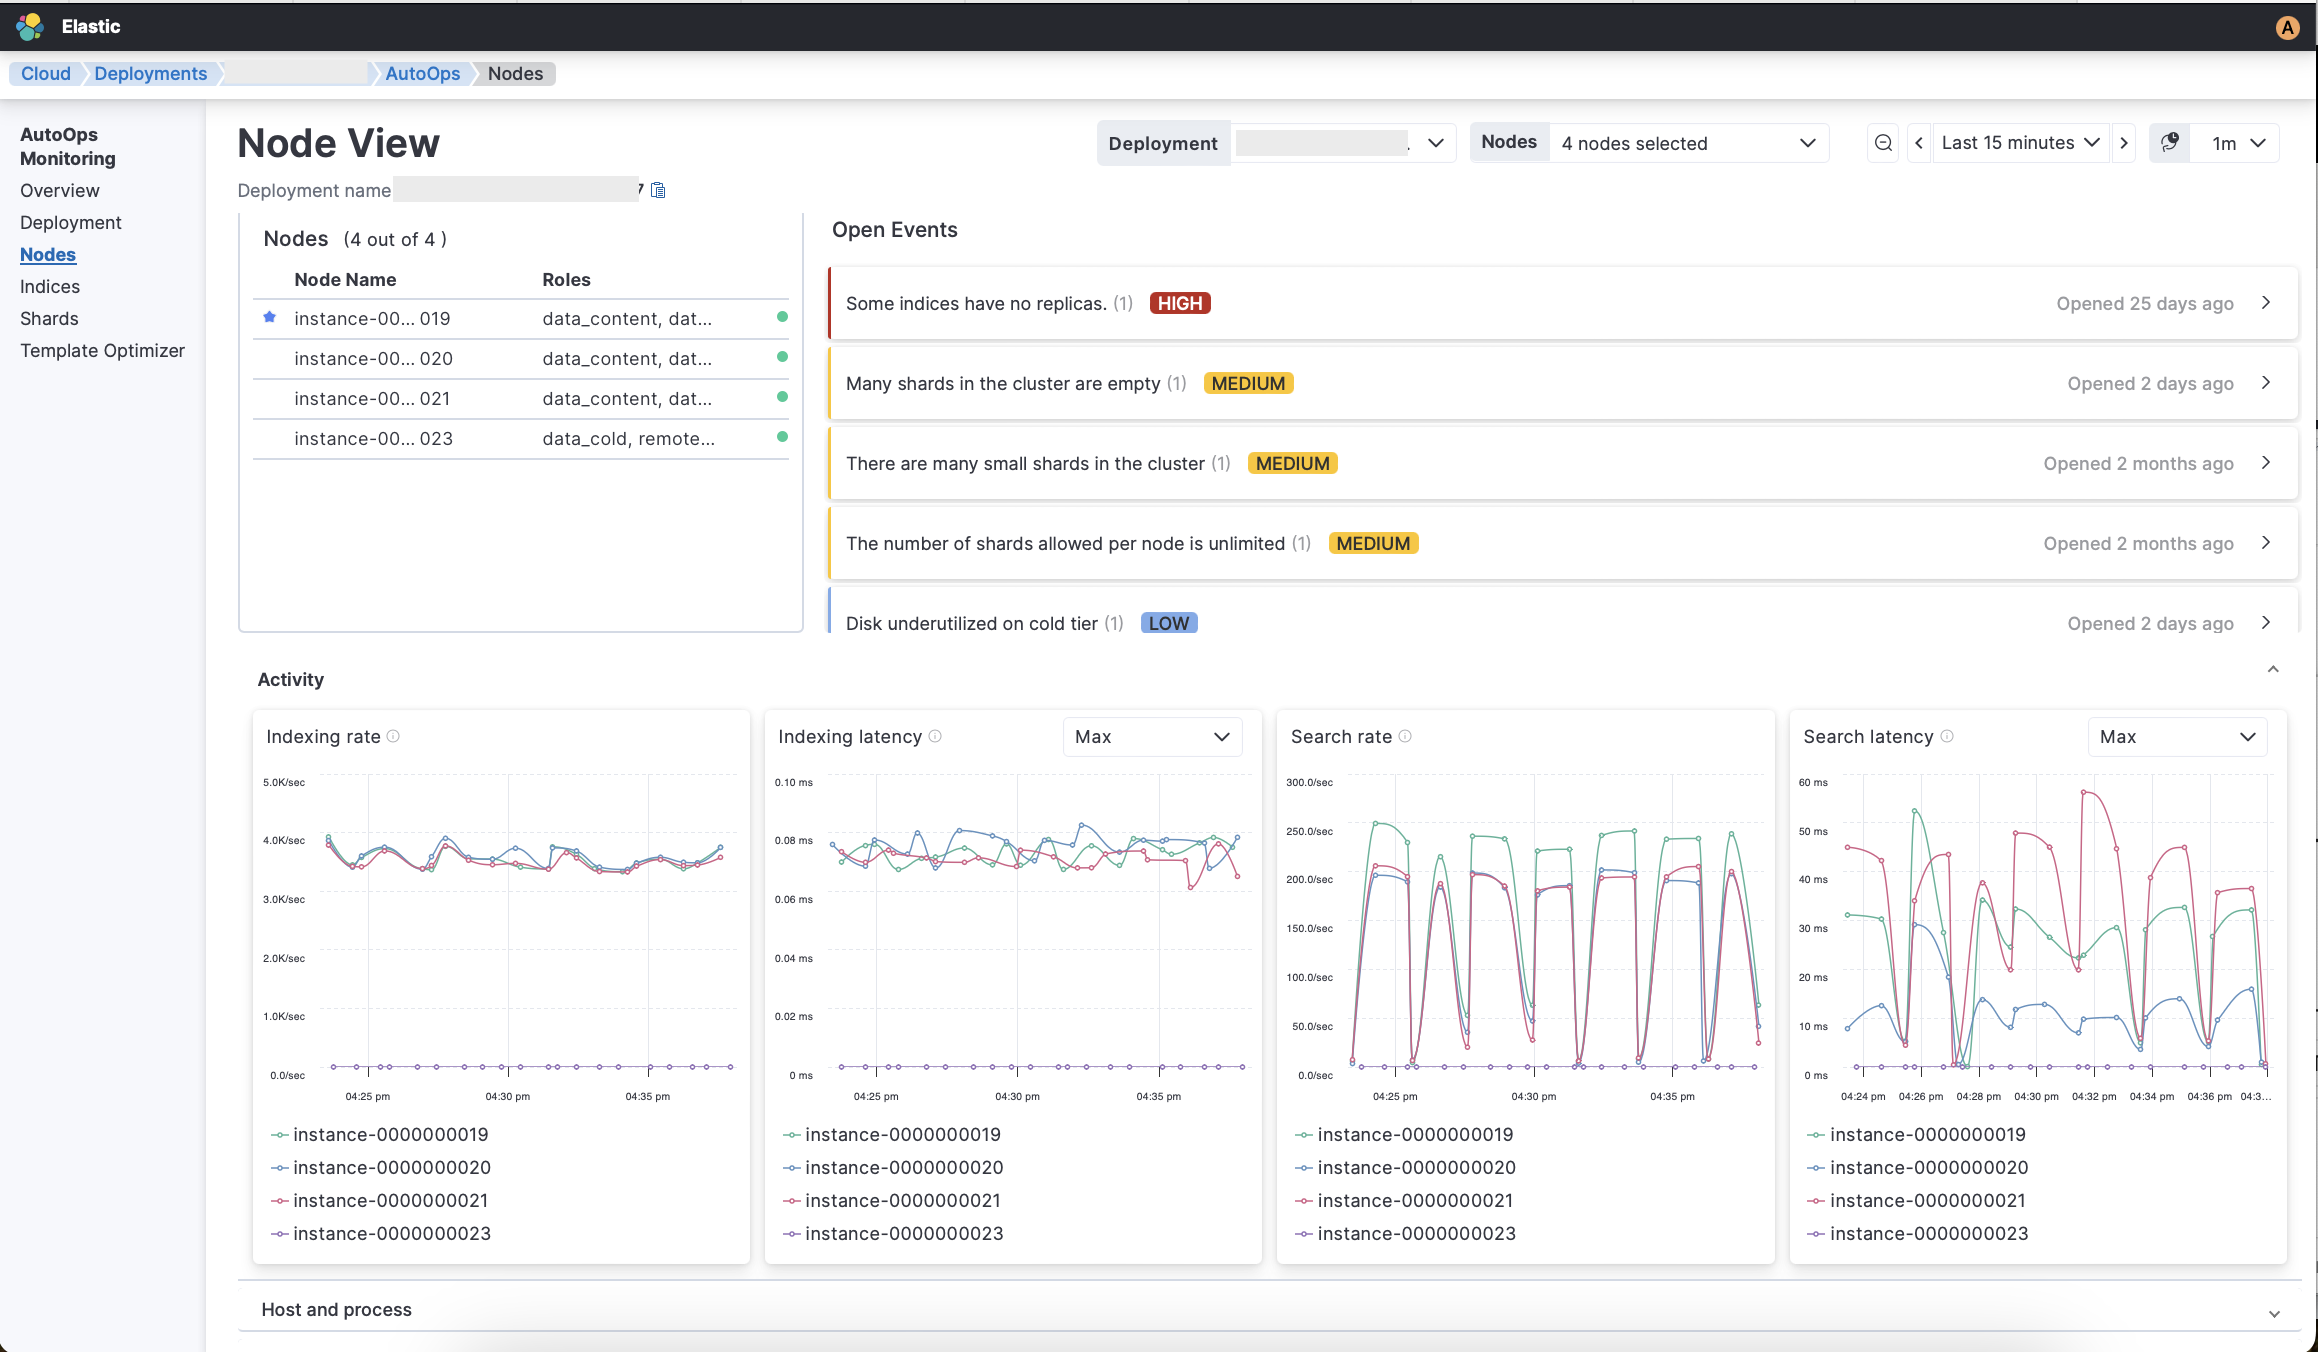 Elastic
A
Cloud
Deployments
AutoOps
Nodes
AutoOps
Monitoring
Overview
Deployment
Nodes
Indices
Shards
Template Optimizer
Node View
Deployment
.
Nodes
4 nodes selected
Last 15 minutes
1m
Deployment name
7
Nodes (4 out of 4 )
Node Name Roles
instance-00... 019 data_content, dat...
instance-00... 020 data_content, dat...
instance-00... 021 data_content, dat...
instance-00... 023 data_cold, remote...
Open Events
Some indices have no replicas. (1) HIGH Opened 25 days ago
Many shards in the cluster are empty (1) MEDIUM Opened 2 days ago
There are many small shards in the cluster (1) MEDIUM Opened 2 months ago
The number of shards allowed per node is unlimited (1) MEDIUM Opened 2 months ago
Disk underutilized on cold tier (1) LOW Opened 2 days ago
Activity
Indexing rate
5.0K/sec
4.0K/sec
3.0K/sec
2.0K/sec
1.0K/sec
0.0/sec
04:25 pm 04:30 pm 04:35 pm
instance-0000000019
instance-0000000020
instance-0000000021
instance-0000000023
Indexing latency
Max
0.10 ms
0.08 ms
0.06 ms
0.04 ms
0.02 ms
0 ms
04:25 pm 04:30 pm 04:35 pm
instance-0000000019
instance-0000000020
instance-0000000021
instance-0000000023
Search rate
300.0/sec
250.0/sec
200.0/sec
150.0/sec
100.0/sec
50.0/sec
0.0/sec
04:25 pm 04:30 pm 04:35 pm
instance-0000000019
instance-0000000020
instance-0000000021
instance-0000000023
Search latency
Max
60 ms
50 ms
40 ms
30 ms
20 ms
10 ms
0 ms
04:24 pm 04:26 pm 04:28 pm 04:30 pm 04:32 pm 04:34 pm 04:36 pm 04:3...
instance-0000000019
instance-0000000020
instance-0000000021
instance-0000000023
Host and process